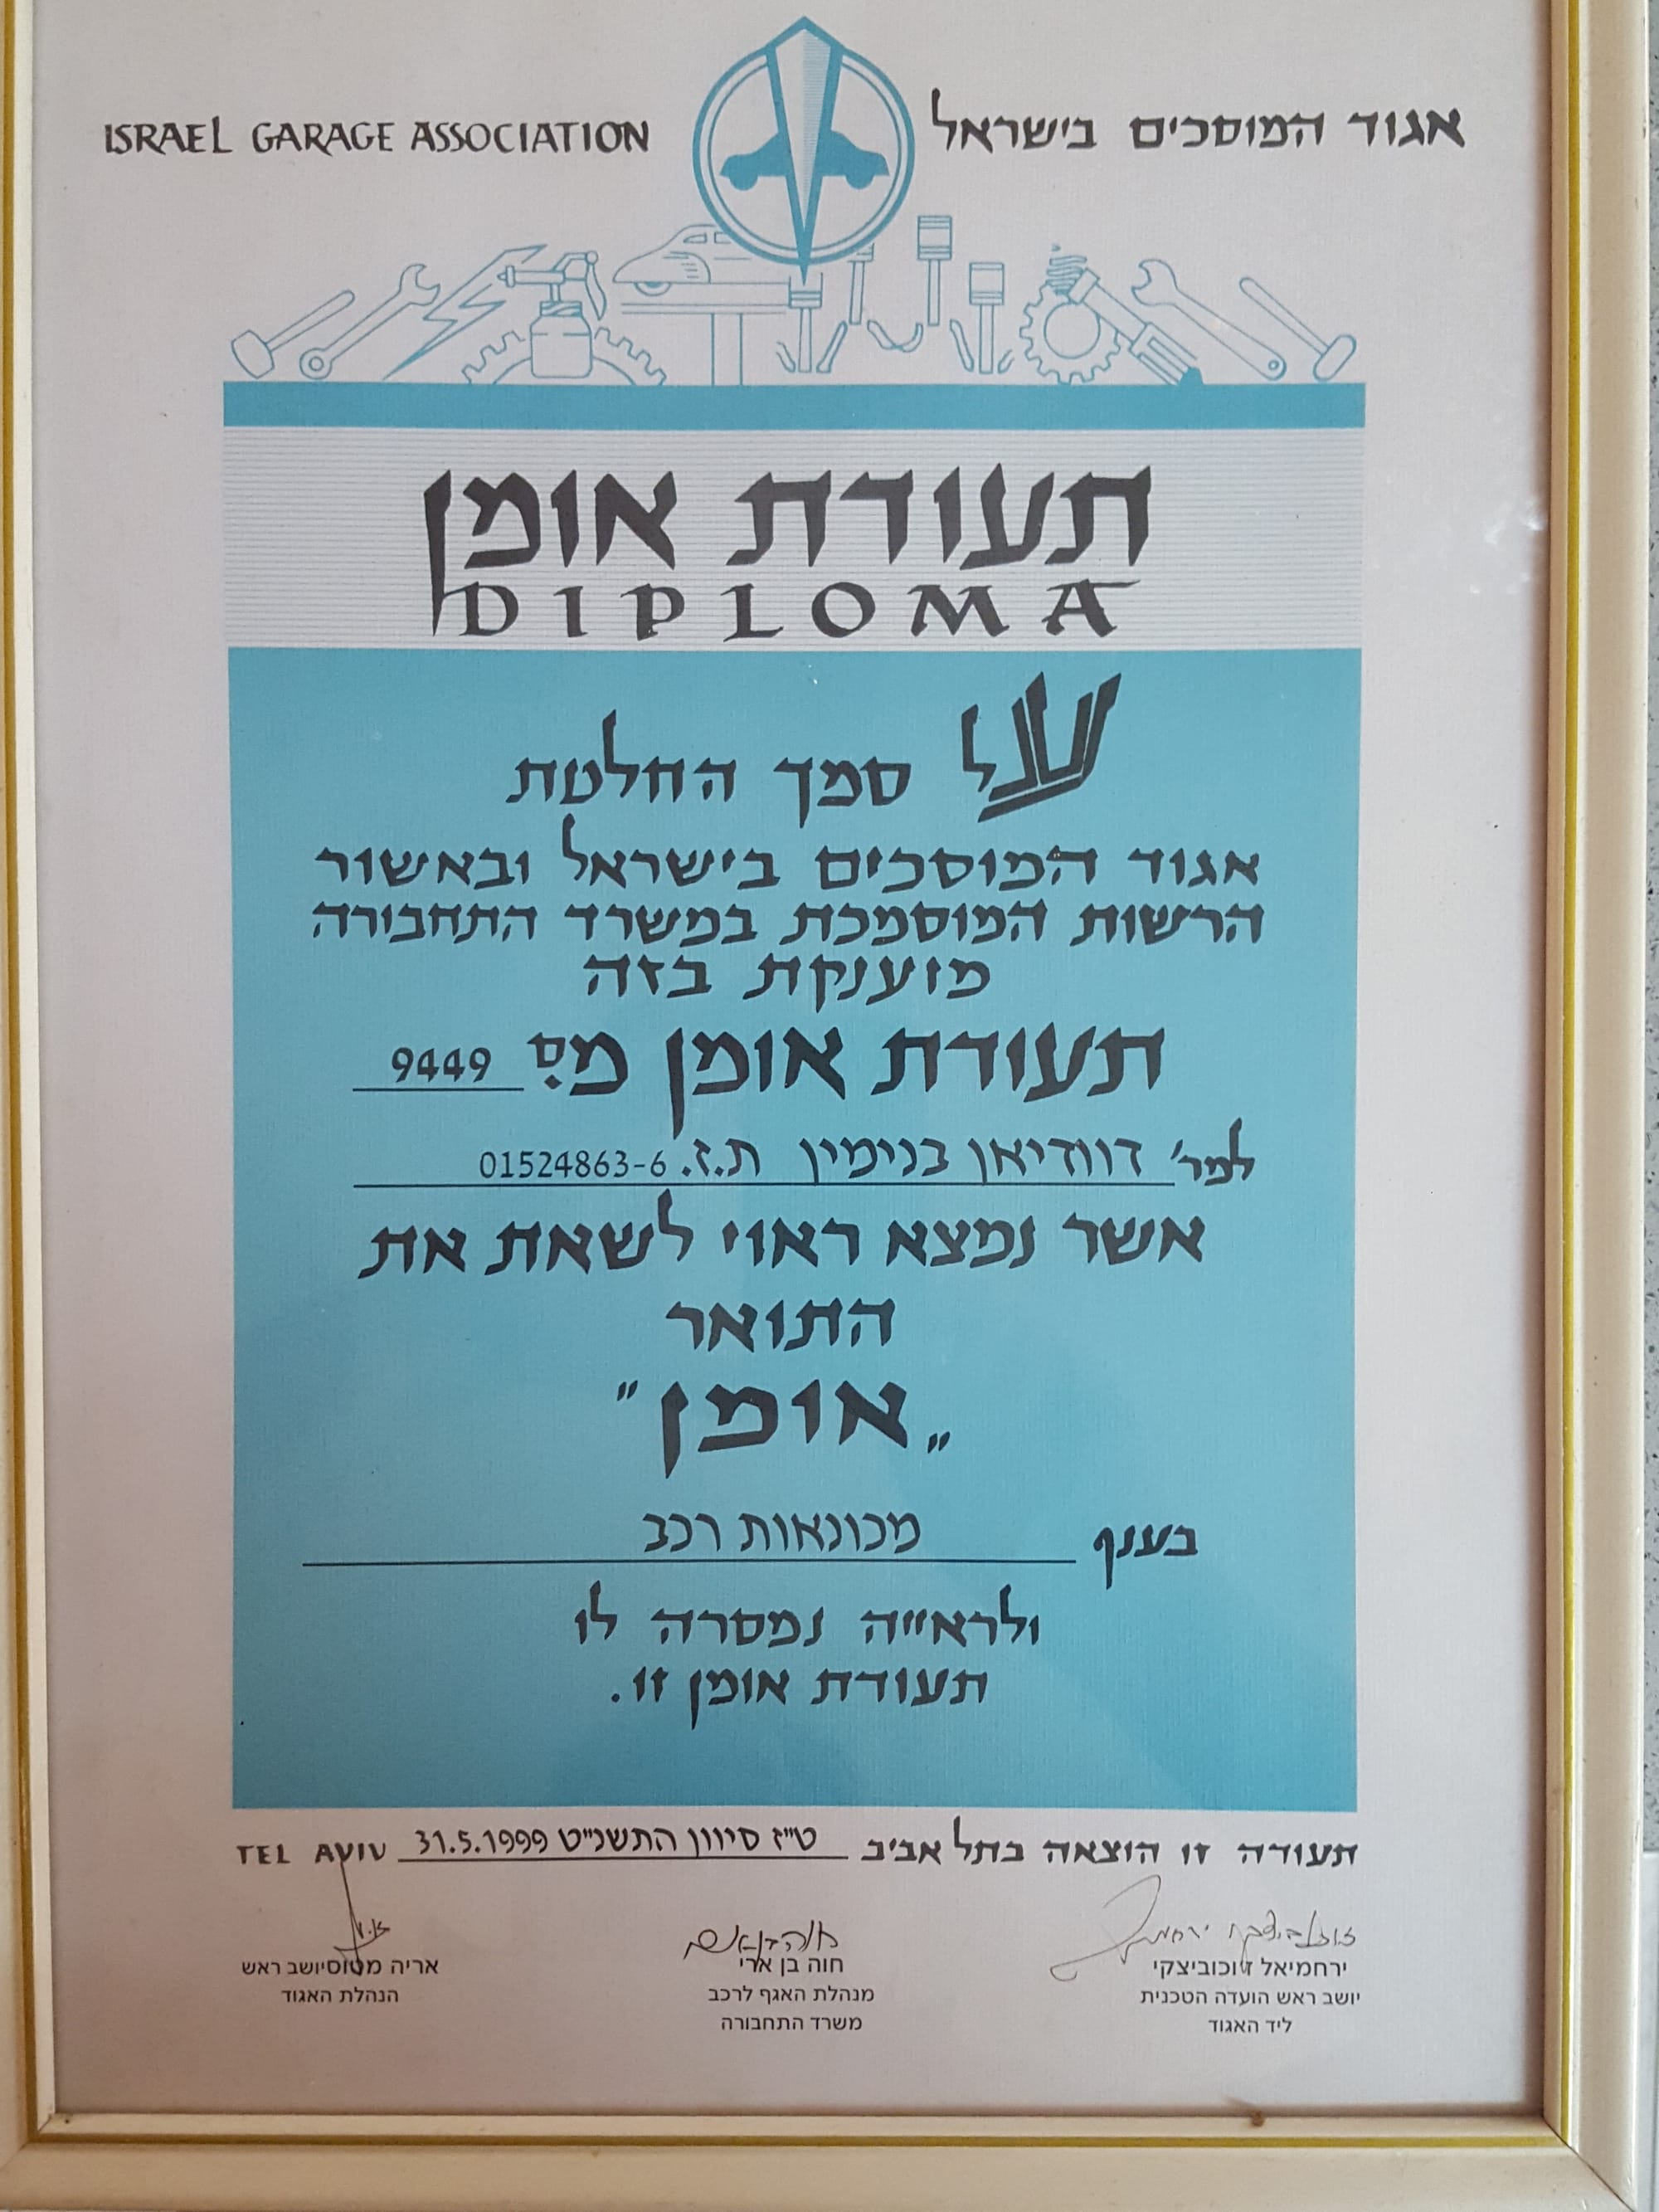 אגוד המוסכים בישראל
ISRAEL GARAGE ASSOCIATION
תעודת אומן
DIPLOMA
על סמך החלטת
אגוד המוסכים בישראל ובאשור
הרשות המוסמכת במשרד התחבורה
מוענקת בזה
תעודת אומן מס׳ 9449
למר׳ דוודיאן בנימין ת.ז. 01524863-6
אשר נמצא ראוי לשאת את
התואר
„אומן"
בענף מכונאות רכב
ולראייה נמסרה לו
תעודת אומן זו.
תעודה זו הוצאה בתל אביב ט"ז סיוון התשנ"ט 31.5.1999 TEL AVIV
ירחמיאל זוכוביצקי
יושב ראש הועדה הטכנית
ליד האגוד
חוה בן ארי
מנהלת האגף לרכב
משרד התחבורה
אריה מטוס יושב ראש
הנהלת האגוד